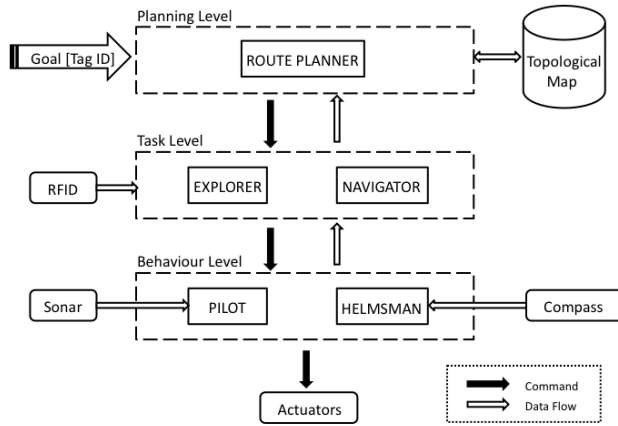 Planning Level
Goal [Tag ID]
ROUTE PLANNER
Topological
Map
Task Level
RFID
EXPLORER
NAVIGATOR
Behaviour Level
Sonar
PILOT
HELMSMAN
Compass
Actuators
Command
Data Flow